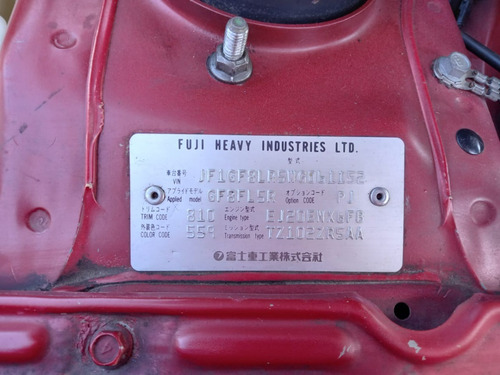 FUJI HEAVY INDUSTRIES LTD.
型式
車台番号
VIN
アプライドモデル
Applied model GF8FL5R オプションコード
Option CODE PJ
トリムコード
TRIM CODE 810 エンジン型式
Engine type
外装色コード
COLOR CODE 559 ミッション型式
Transmission type
富士重工業株式会社